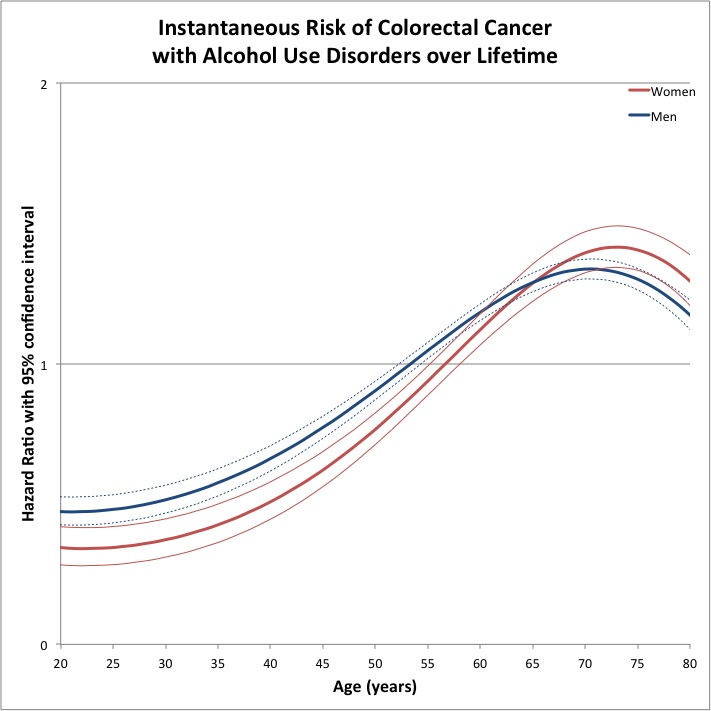 Instantaneous Risk of Colorectal Cancer
with Alcohol Use Disorders over Lifetime
2
Women
Men
Hazard Ratio with 95% confidence interval
1
0
20 25 30 35 40 45 50 55 60 65 70 75 80
Age (years)